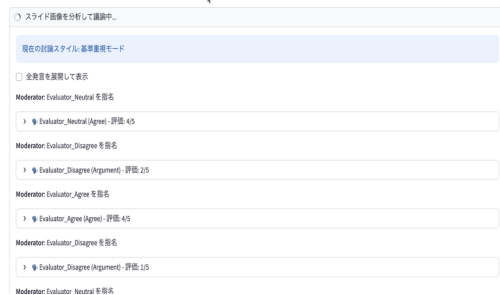 スライド画像を分析して議論中...
現在の討論スタイル: 基準重視モード
全発言を展開して表示
Moderator: Evaluator_Neutral を指名
Evaluator_Neutral (Agree) - 評価: 4/5
Moderator: Evaluator_Disagree を指名
Evaluator_Disagree (Argument) - 評価: 2/5
Moderator: Evaluator_Agree を指名
Evaluator_Agree (Agree) - 評価: 4/5
Moderator: Evaluator_Disagree を指名
Evaluator_Disagree (Argument) - 評価: 1/5
Moderator: Evaluator_Neutral を指名